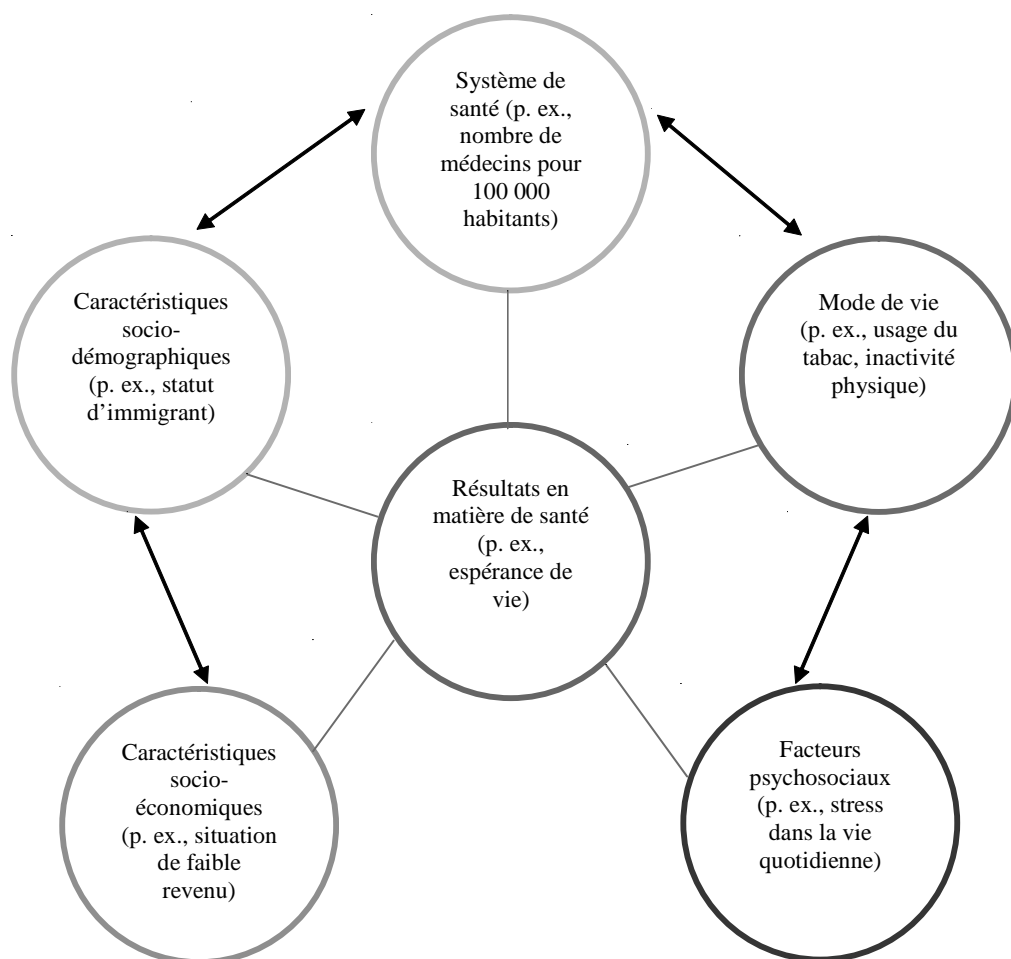 Système de
santé (p. ex.,
nombre de
médecins pour
100 000
habitants)
Caractéristiques
socio-
démographiques
(p. ex., statut
d’immigrant)
Mode de vie
(p. ex., usage du
tabac, inactivité
physique)
Résultats en
matière de santé
(p. ex.,
espérance de
vie)
Caractéristiques
socio-
économiques
(p. ex., situation
de faible
revenu)
Facteurs
psychosociaux
(p. ex., stress
dans la vie
quotidienne)